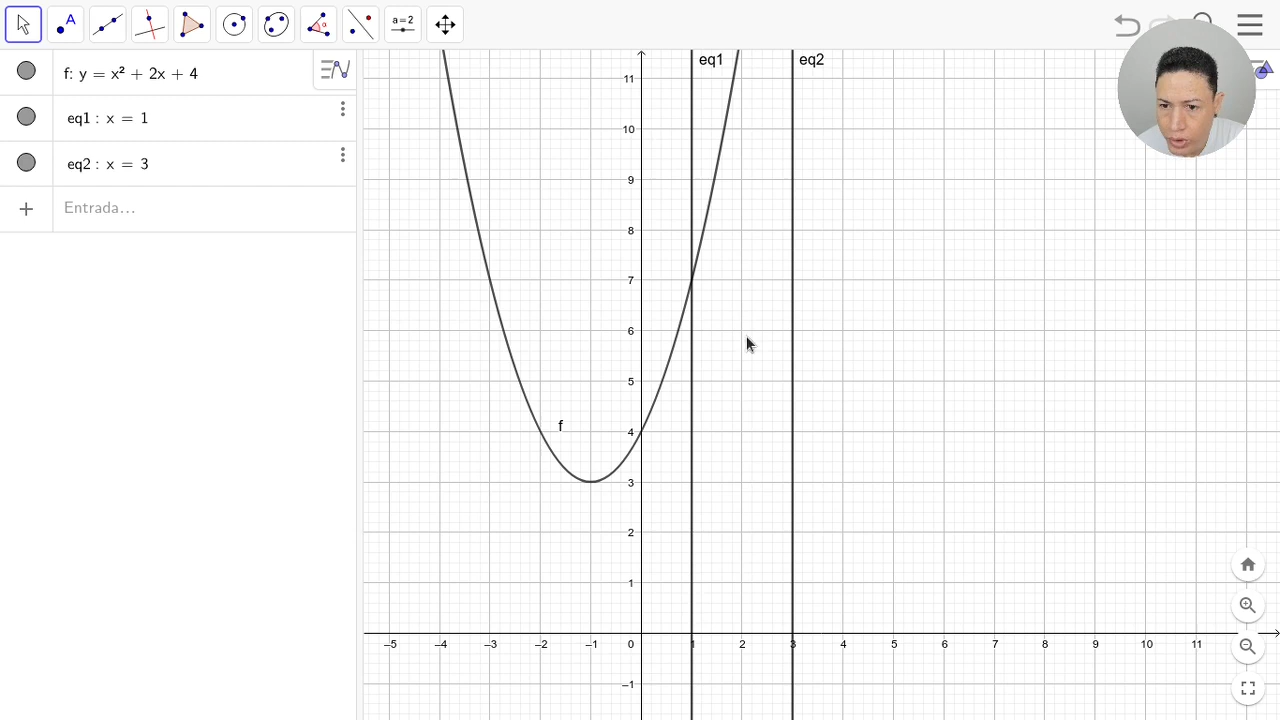 a=2
f: y = x² + 2x + 4
eq1 : x = 1
eq2 : x = 3
Entrada...
eq1
eq2
11
10
9
8
7
6
5
f
4
3
2
1
–5 –4 –3 –2 –1 0 1 2 3 4 5 6 7 8 9 10 11
–1